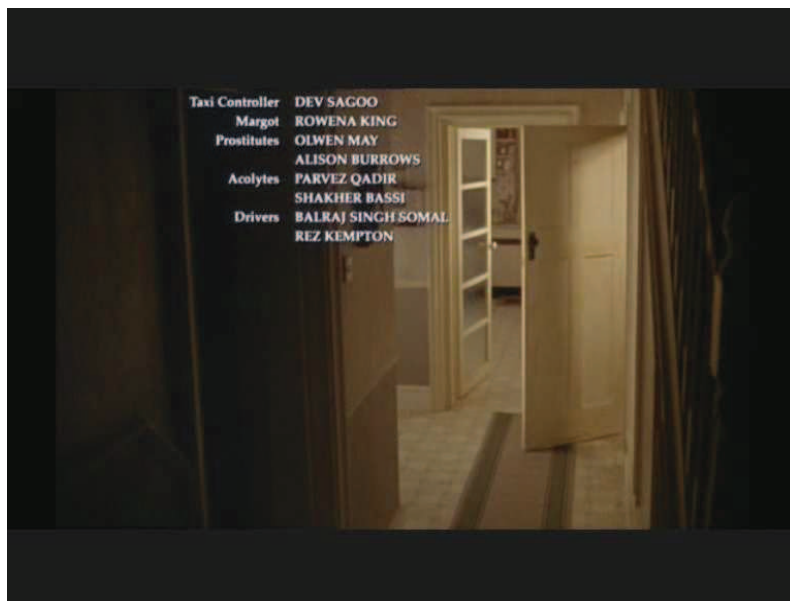 Taxi Controller DEV SAGOO
Margot ROWENA KING
Prostitutes OLWEN MAY
ALISON BURROWS
Acolytes PARVEZ QADIR
SHAKHER BASSI
Drivers BALRAJ SINGH SOMAL
REZ KEMPTON